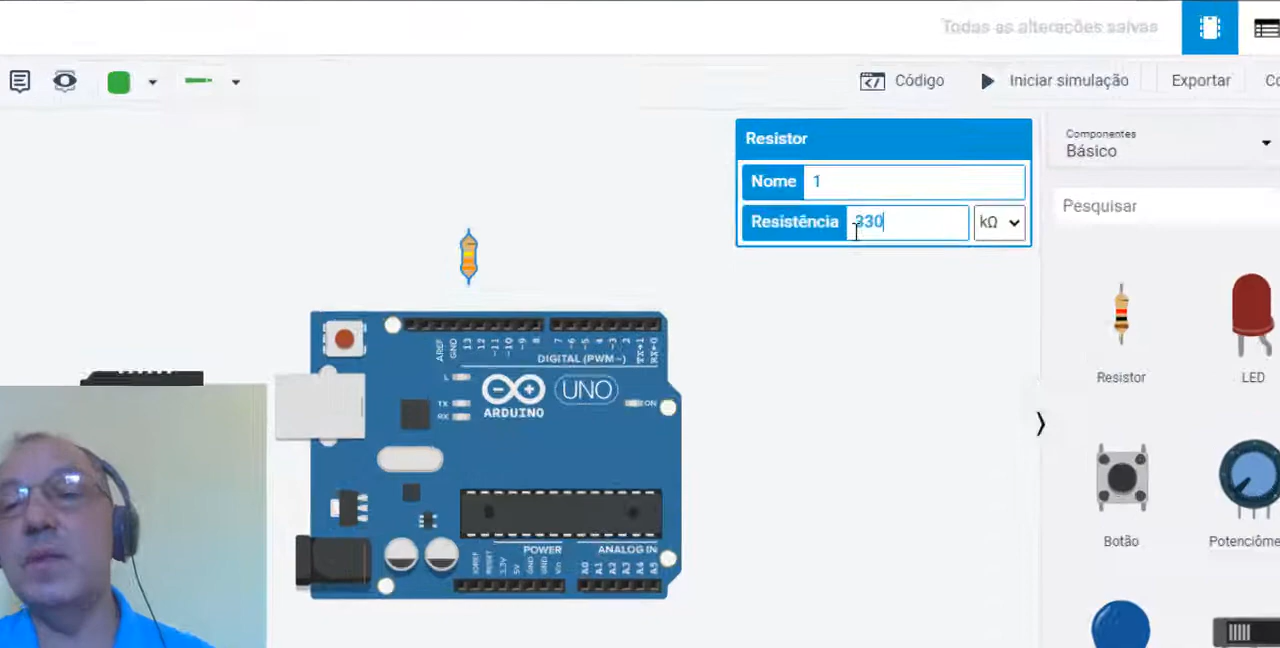 Todas as alterações salvas
Código
Iniciar simulação
Exportar
Co
Resistor
Nome 1
Resistência 330 kΩ
Componentes
Básico
Pesquisar
Resistor
LED
Botão
Potenciôme
AREF
GND
13
12
~11
~10
~9
8
7
~6
~5
4
~3
2
TX→1
RX←0
DIGITAL (PWM~)
L
TX
RX
UNO
ARDUINO
ON
POWER
ANALOG IN
IOREF
RESET
3.3V
5V
GND
GND
Vin
A0
A1
A2
A3
A4
A5